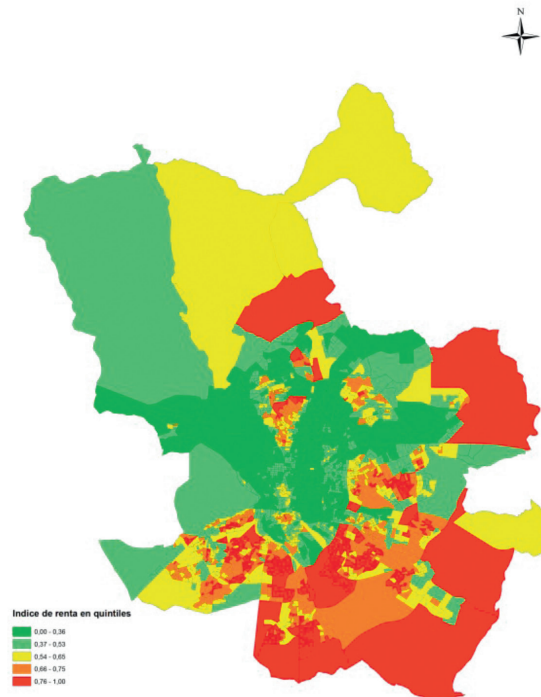 N
Indice de renta en quintiles
0,00 - 0,36
0,37 - 0,53
0,54 - 0,65
0,66 - 0,75
0,76 - 1,00